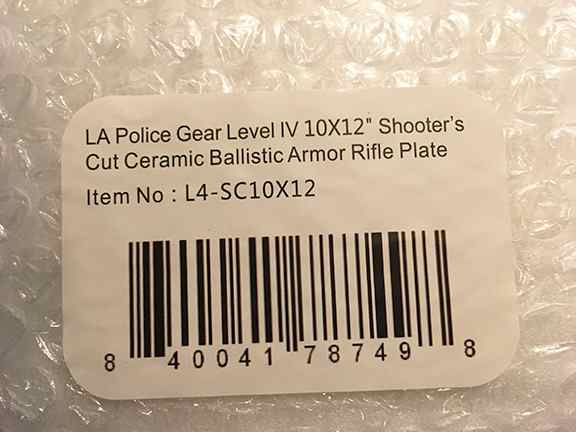 LA Police Gear Level IV 10X12" Shooter's
Cut Ceramic Ballistic Armor Rifle Plate
Item No : L4-SC10X12
8 40041 78749 8